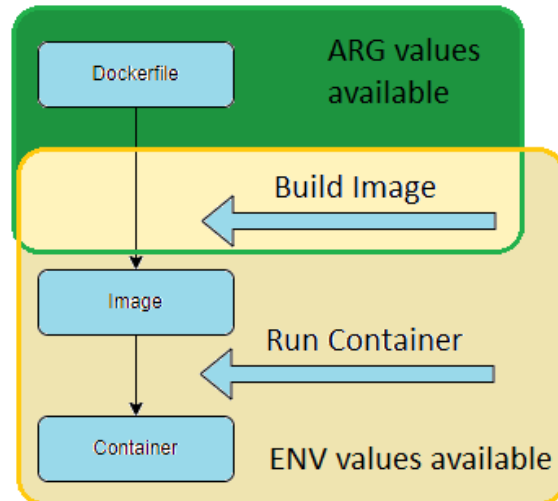 Dockerfile
ARG values
available
Build Image
Image
Run Container
Container
ENV values available